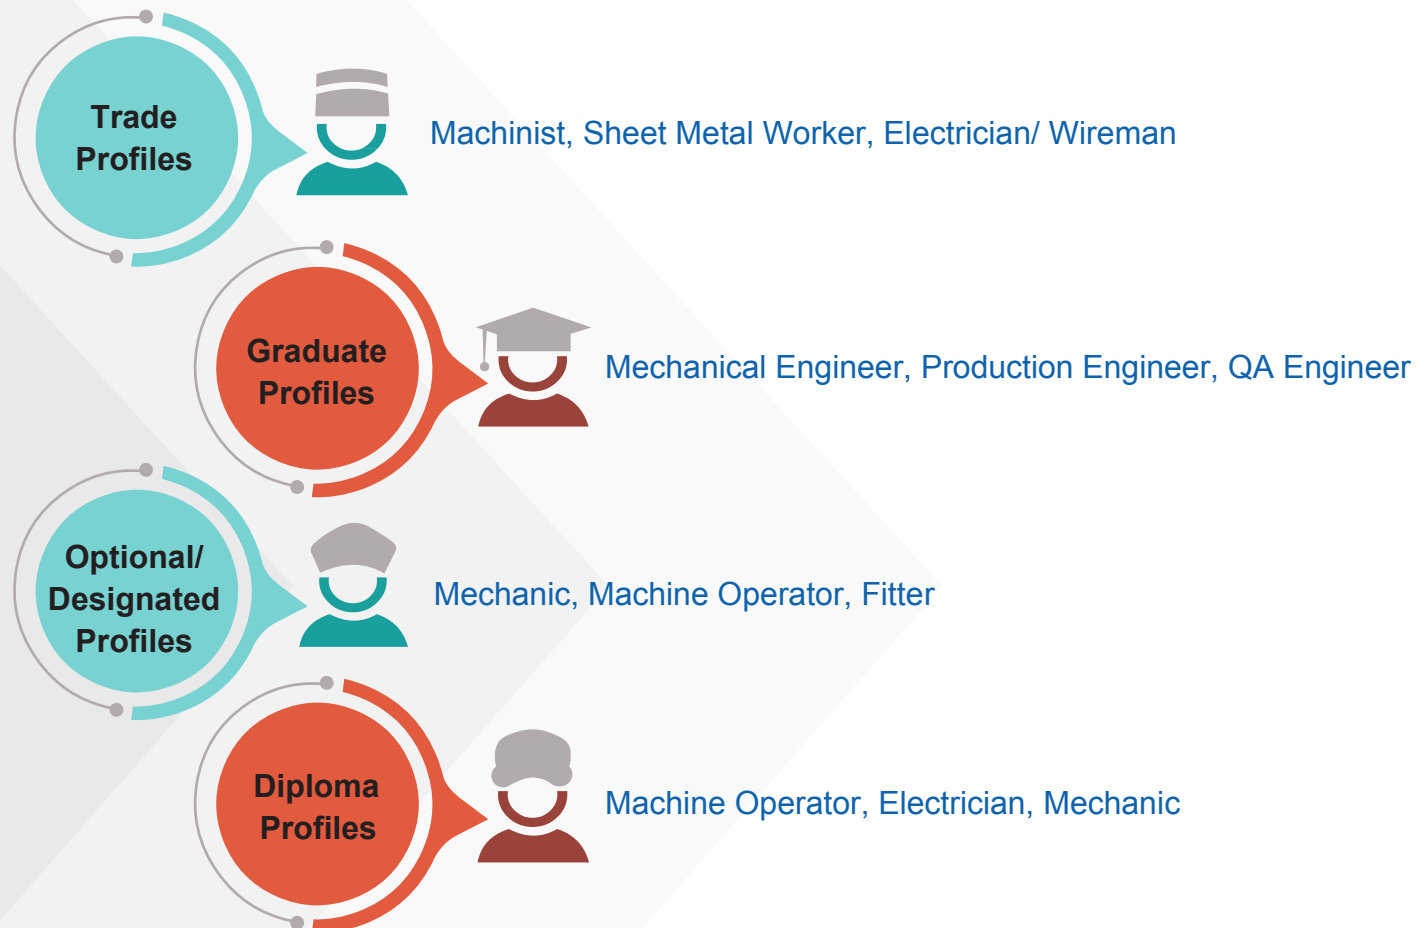 Trade
Profiles
Machinist, Sheet Metal Worker, Electrician/ Wireman
Graduate
Profiles
Mechanical Engineer, Production Engineer, QA Engineer
Optional/
Designated
Profiles
Mechanic, Machine Operator, Fitter
Diploma
Profiles
Machine Operator, Electrician, Mechanic